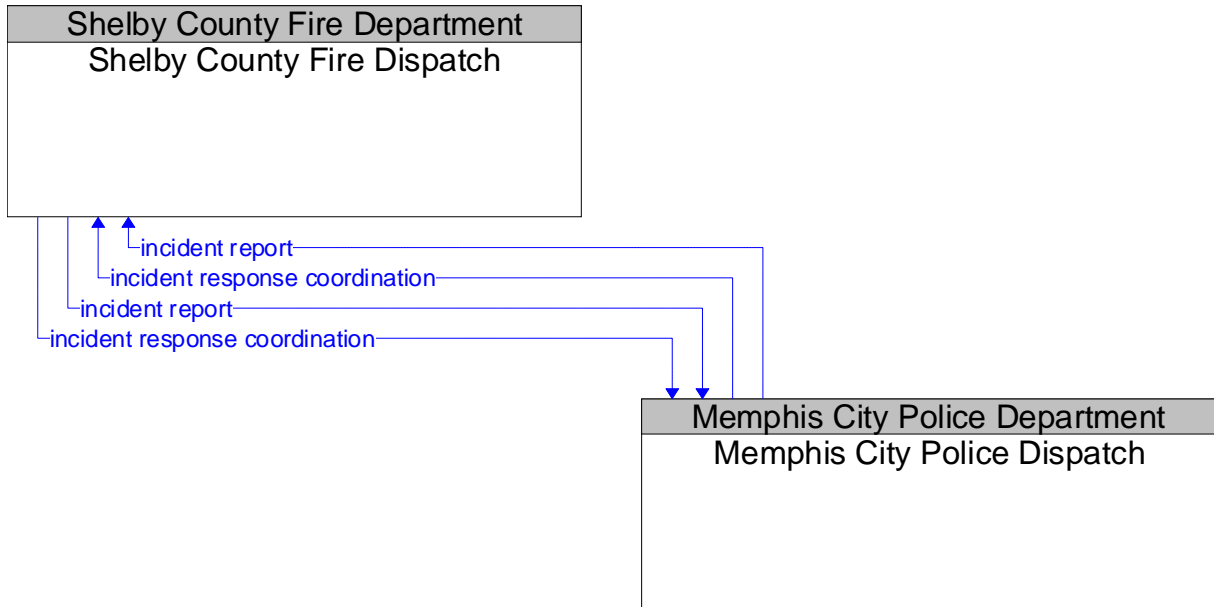 Shelby County Fire Department
Shelby County Fire Dispatch
incident report
incident response coordination
incident report
incident response coordination
Memphis City Police Department
Memphis City Police Dispatch